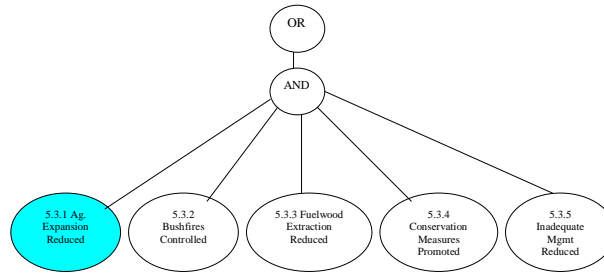 OR
AND
5.3.1 Ag.
Expansion
Reduced
5.3.2
Bushfires
Controlled
5.3.3 Fuelwood
Extraction
Reduced
5.3.4
Conservation
Measures
Promoted
5.3.5
Inadequate
Mgmt
Reduced